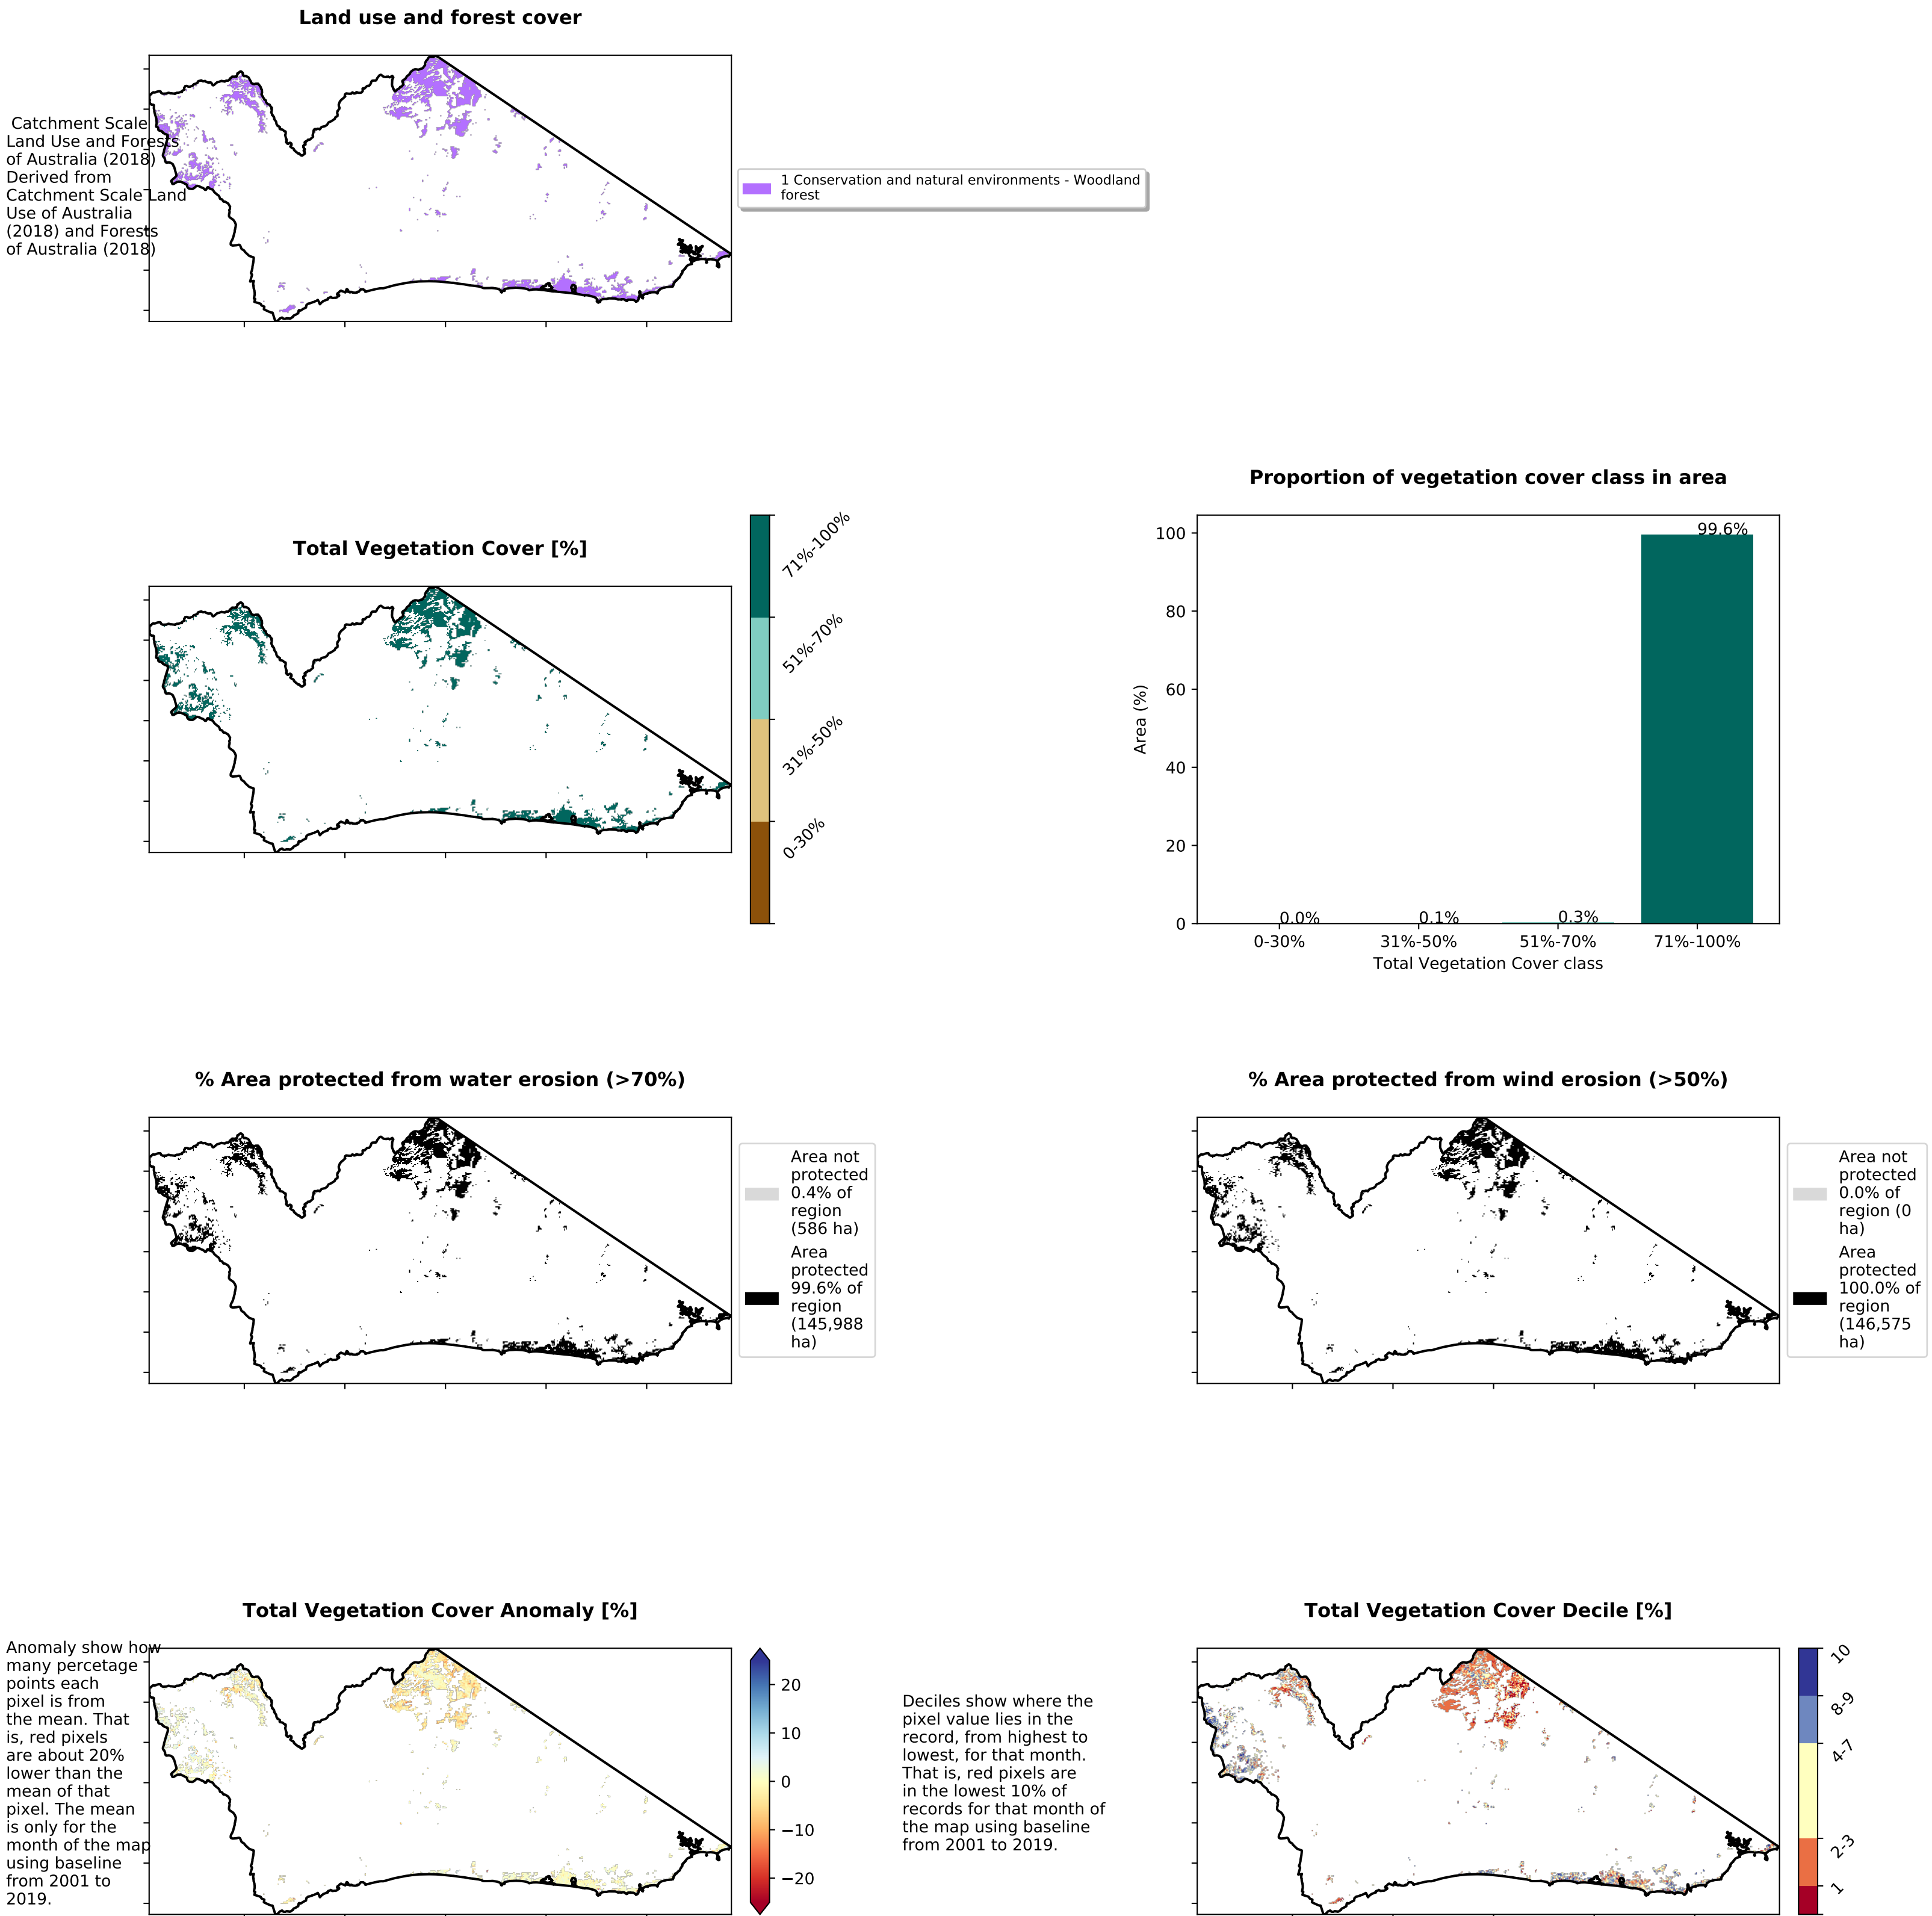 Land use and forest cover
Catchment Scale
Land Use and Forests
of Australia (2018)
Derived from
Catchment Scale Land
Use of Australia
(2018) and Forests
of Australia (2018)
1 Conservation and natural environments - Woodland
forest
Total Vegetation Cover [%]
71%-100%
51%-70%
31%-50%
0-30%
Proportion of vegetation cover class in area
Area (%)
100
80
60
40
20
0
0.0%
0.1%
0.3%
99.6%
0-30%
31%-50%
51%-70%
71%-100%
Total Vegetation Cover class
% Area protected from water erosion (>70%)
Area not
protected
0.4% of
region
(586 ha)
Area
protected
99.6% of
region
(145,988
ha)
% Area protected from wind erosion (>50%)
Area not
protected
0.0% of
region (0
ha)
Area
protected
100.0% of
region
(146,575
ha)
Total Vegetation Cover Anomaly [%]
Anomaly show how
many percetage
points each
pixel is from
the mean. That
is, red pixels
are about 20%
lower than the
mean of that
pixel. The mean
is only for the
month of the map
using baseline
from 2001 to
2019.
20
10
0
−10
−20
Total Vegetation Cover Decile [%]
Deciles show where the
pixel value lies in the
record, from highest to
lowest, for that month.
That is, red pixels are
in the lowest 10% of
records for that month of
the map using baseline
from 2001 to 2019.
10
8-9
4-7
2-3
1